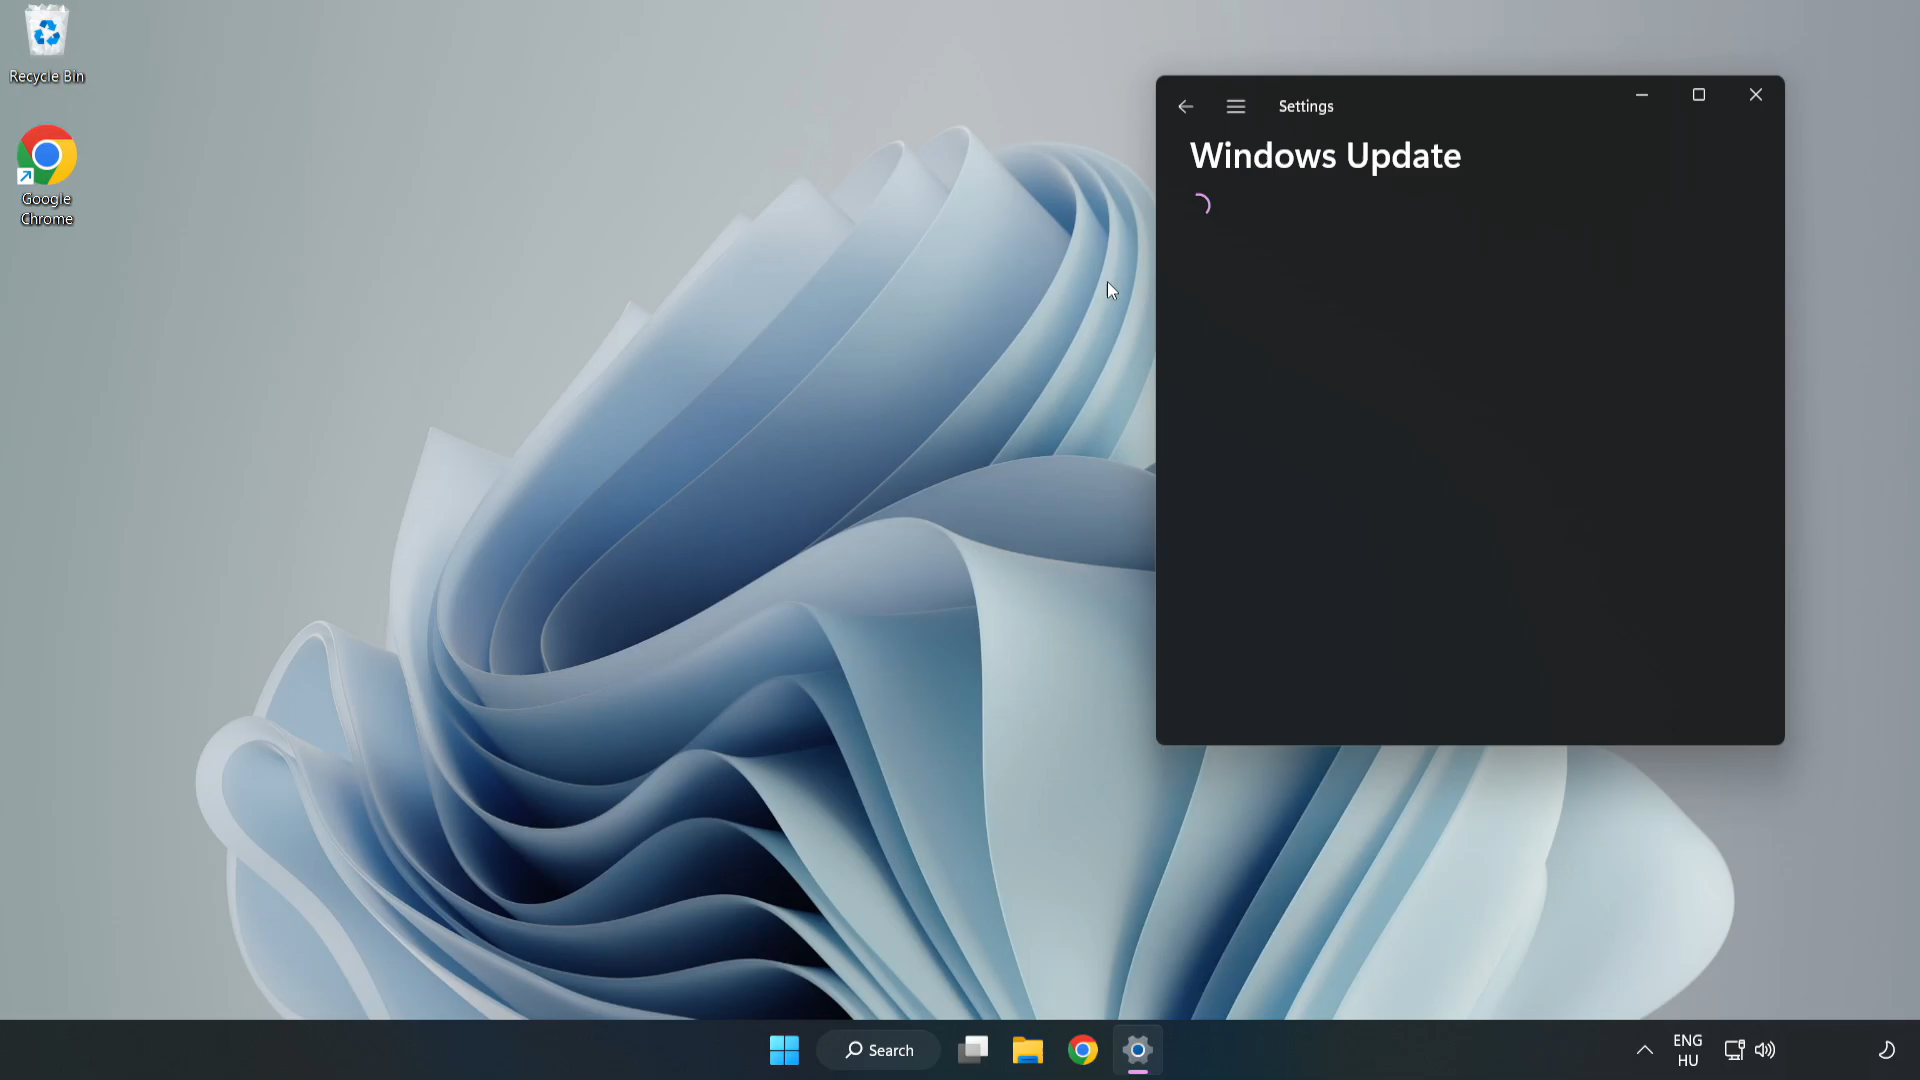 Recycle Bin
Google
Chrome
Settings
Windows Update
Search
ENG
HU